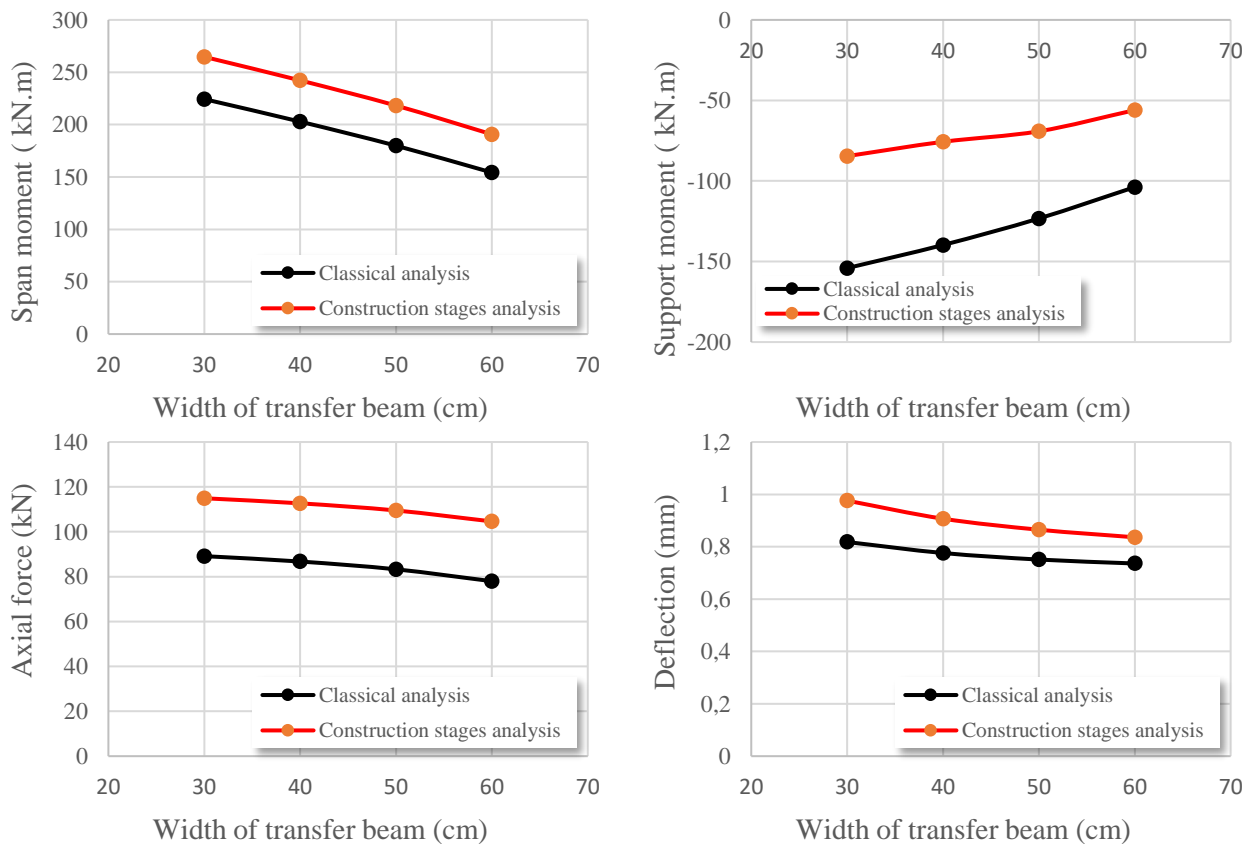 Span moment ( kN.m)
300
250
200
150
100
50
0
20 30 40 50 60 70
Classical analysis
Construction stages analysis
Width of transfer beam (cm)
Support moment ( kN.m)
0
-50
-100
-150
-200
20 30 40 50 60 70
Classical analysis
Construction stages analysis
Width of transfer beam (cm)
Axial force (kN)
140
120
100
80
60
40
20
0
20 30 40 50 60 70
Classical analysis
Construction stages analysis
Width of transfer beam (cm)
Deflection (mm)
1,2
1
0,8
0,6
0,4
0,2
0
20 30 40 50 60 70
Classical analysis
Construction stages analysis
Width of transfer beam (cm)